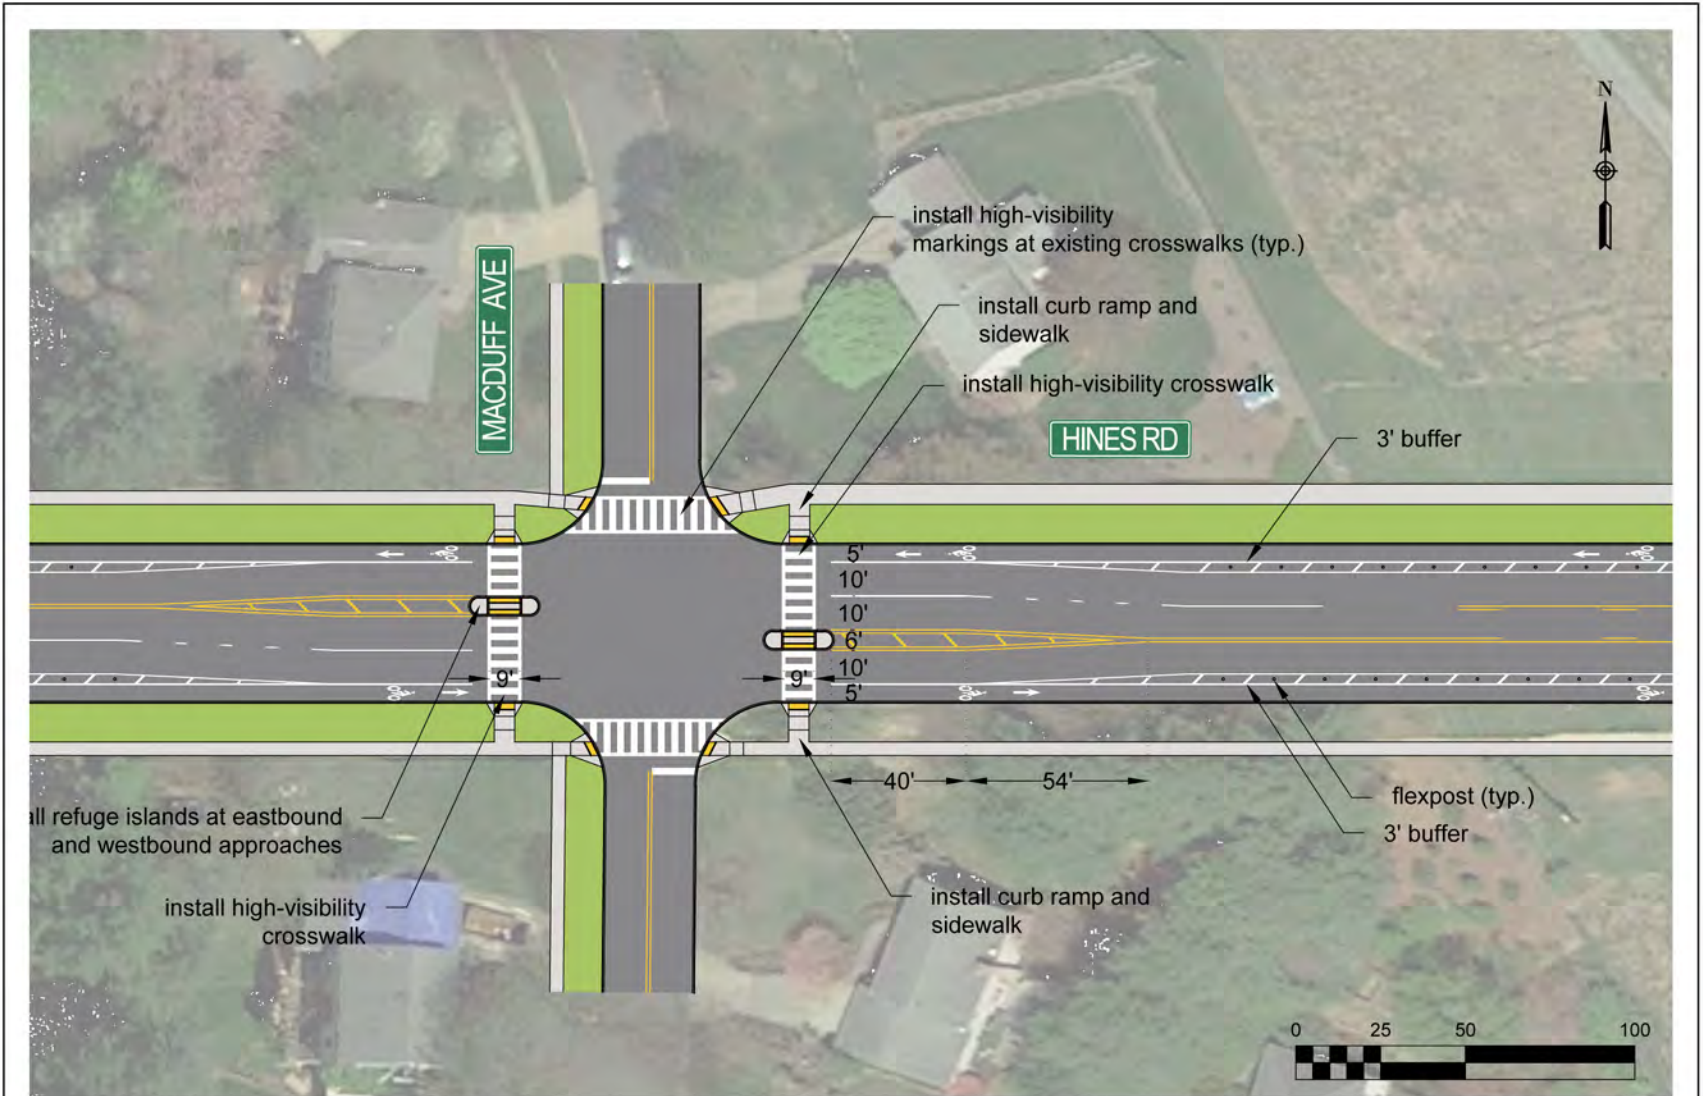 N
install high-visibility
markings at existing crosswalks (typ.)
MACDUFF AVE
install curb ramp and
sidewalk
install high-visibility crosswalk
HINES RD
3' buffer
5'
10'
10'
6'
10'
5'
9'
9'
40'
54'
flexpost (typ.)
3' buffer
all refuge islands at eastbound
and westbound approaches
install high-visibility
crosswalk
install curb ramp and
sidewalk
0 25 50 100